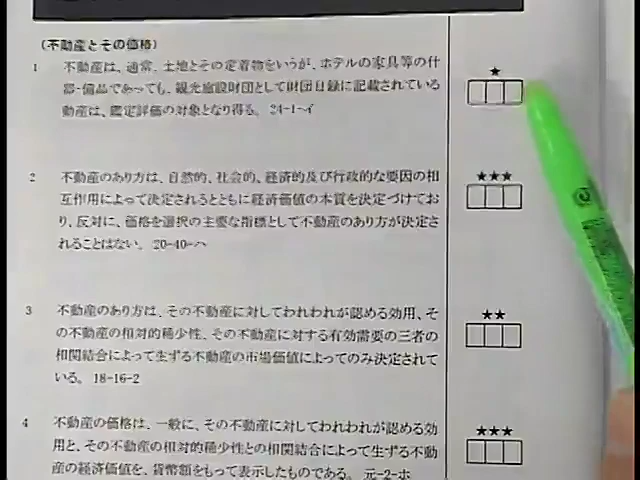 (不動産とその価格)
1 不動産は、通常、土地とその定着物をいうが、ホテルの家具等の什
器・備品であっても、観光施設財団として財団目録に記載されている
動産は、鑑定評価の対象となり得る。 24-1-イ
★
2 不動産のあり方は、自然的、社会的、経済的及び行政的な要因の相
互作用によって決定されるとともに経済価値の本質を決定づけてお
り、反対に、価格を選択の主要な指標として不動産のあり方が決定さ
れることはない。 20-40-ハ
★★★
3 不動産のあり方は、その不動産に対してわれわれが認める効用、そ
の不動産の相対的稀少性、その不動産に対する有効需要の三者の
相関結合によって生ずる不動産の市場価値によってのみ決定されて
いる。 18-16-2
★★
4 不動産の価格は、一般に、その不動産に対してわれわれが認める効
用と、その不動産の相対的稀少性との相関結合によって生ずる不動
産の経済価値を、貨幣額をもって表示したものである。 元-2-ホ
★★★